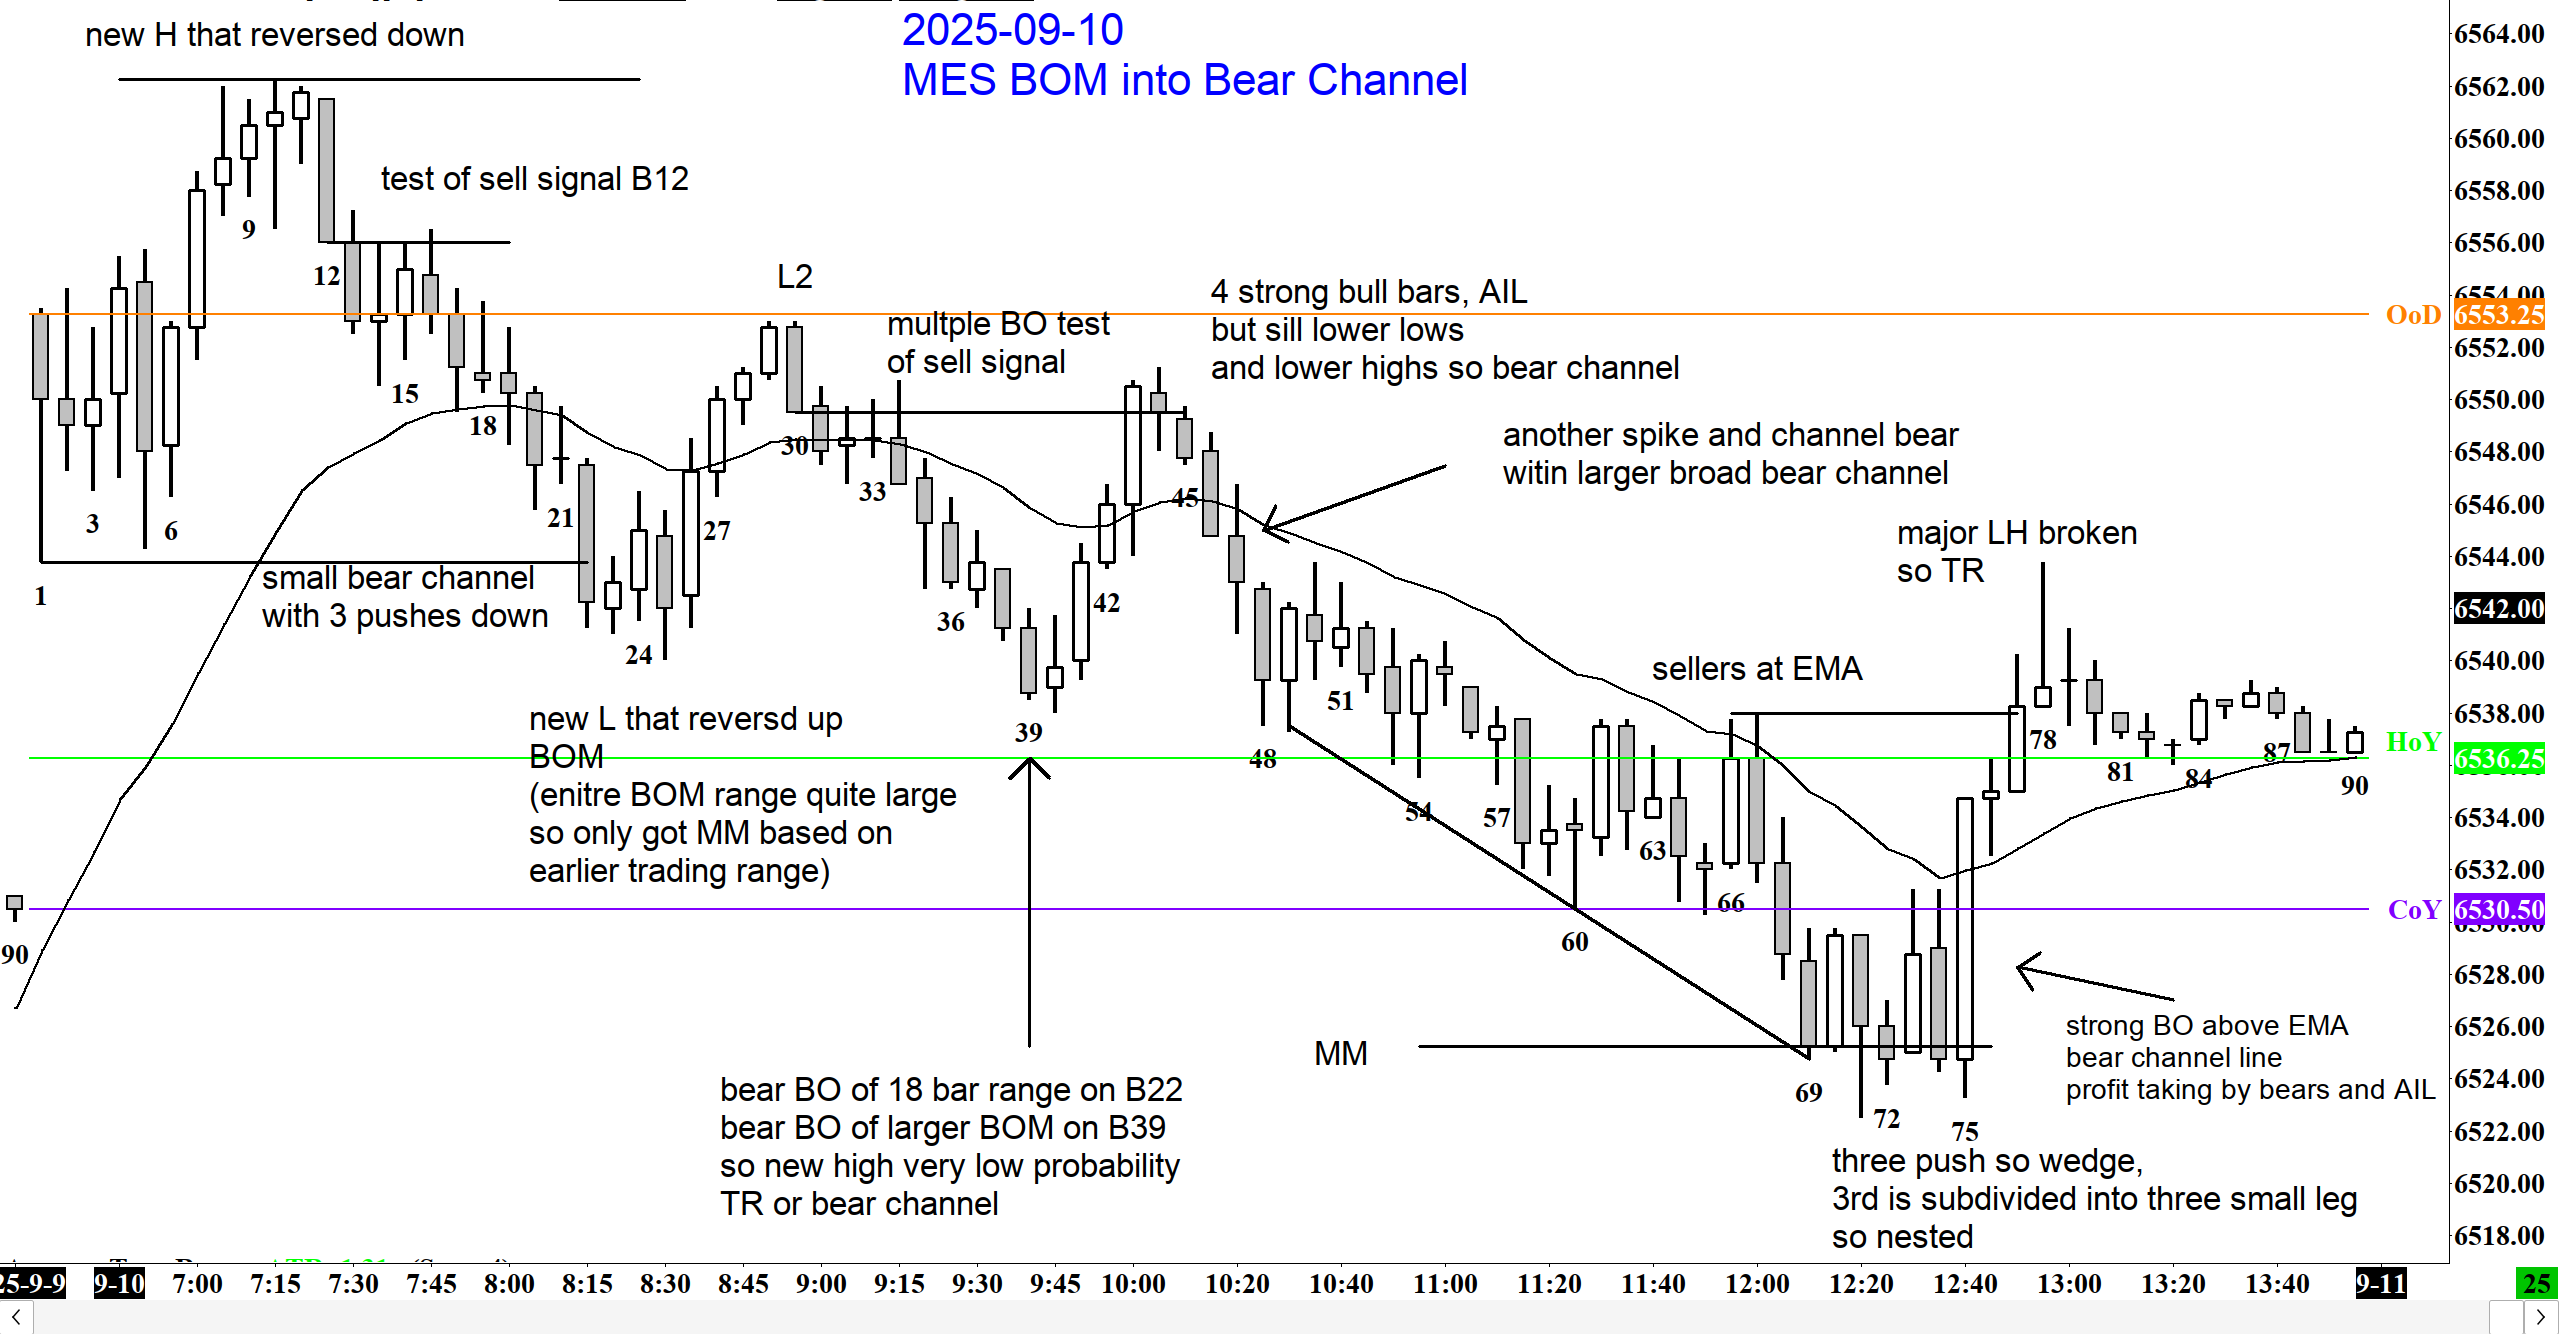 new H that reversed down
2025-09-10
MES BOM into Bear Channel
test of sell signal B12
L2
multple BO test
of sell signal
4 strong bull bars, AIL
but sill lower lows
and lower highs so bear channel
another spike and channel bear
witin larger broad bear channel
major LH broken
so TR
small bear channel
with 3 pushes down
sellers at EMA
new L that reversd up
BOM
(enitre BOM range quite large
so only got MM based on
earlier trading range)
MM
strong BO above EMA
bear channel line
profit taking by bears and AIL
bear BO of 18 bar range on B22
bear BO of larger BOM on B39
so new high very low probability
TR or bear channel
three push so wedge,
3rd is subdivided into three small leg
so nested
90
1
3
6
9
12
15
18
21
24
27
30
33
36
39
42
45
48
51
54
57
60
63
66
69
72
75
78
81
84
87
90
OoD
HoY
CoY
6564.00
6562.00
6560.00
6558.00
6556.00
6554.00
6553.25
6552.00
6550.00
6548.00
6546.00
6544.00
6542.00
6540.00
6538.00
6536.25
6534.00
6532.00
6530.50
6530.00
6528.00
6526.00
6524.00
6522.00
6520.00
6518.00
25-9-9 9-10 7:00 7:15 7:30 7:45 8:00 8:15 8:30 8:45 9:00 9:15 9:30 9:45 10:00 10:20 10:40 11:00 11:20 11:40 12:00 12:20 12:40 13:00 13:20 13:40 9-11 25